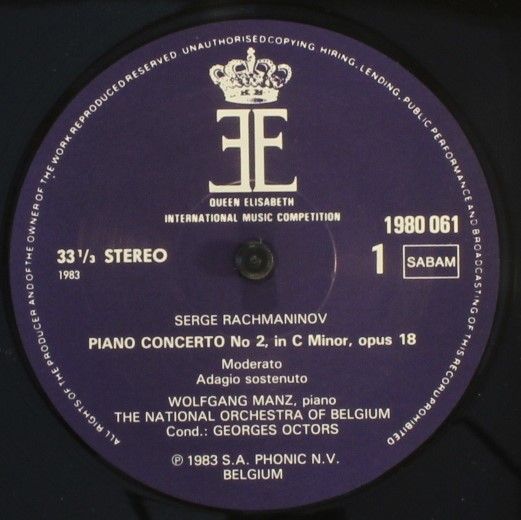 ALL RIGHTS OF THE PRODUCER AND OF THE OWNER OF THE WORK REPRODUCED RESERVED. UNAUTHORISED COPYING, HIRING, LENDING, PUBLIC PERFORMANCE AND BROADCASTING OF THIS RECORD PROHIBITED
EE
QUEEN ELISABETH
INTERNATIONAL MUSIC COMPETITION
1980 061
33 1/3 STEREO
1
SABAM
1983
SERGE RACHMANINOV
PIANO CONCERTO No 2, in C Minor, opus 18
Moderato
Adagio sostenuto
WOLFGANG MANZ, piano
THE NATIONAL ORCHESTRA OF BELGIUM
Cond.: GEORGES OCTORS
℗ 1983 S.A. PHONIC N.V.
BELGIUM